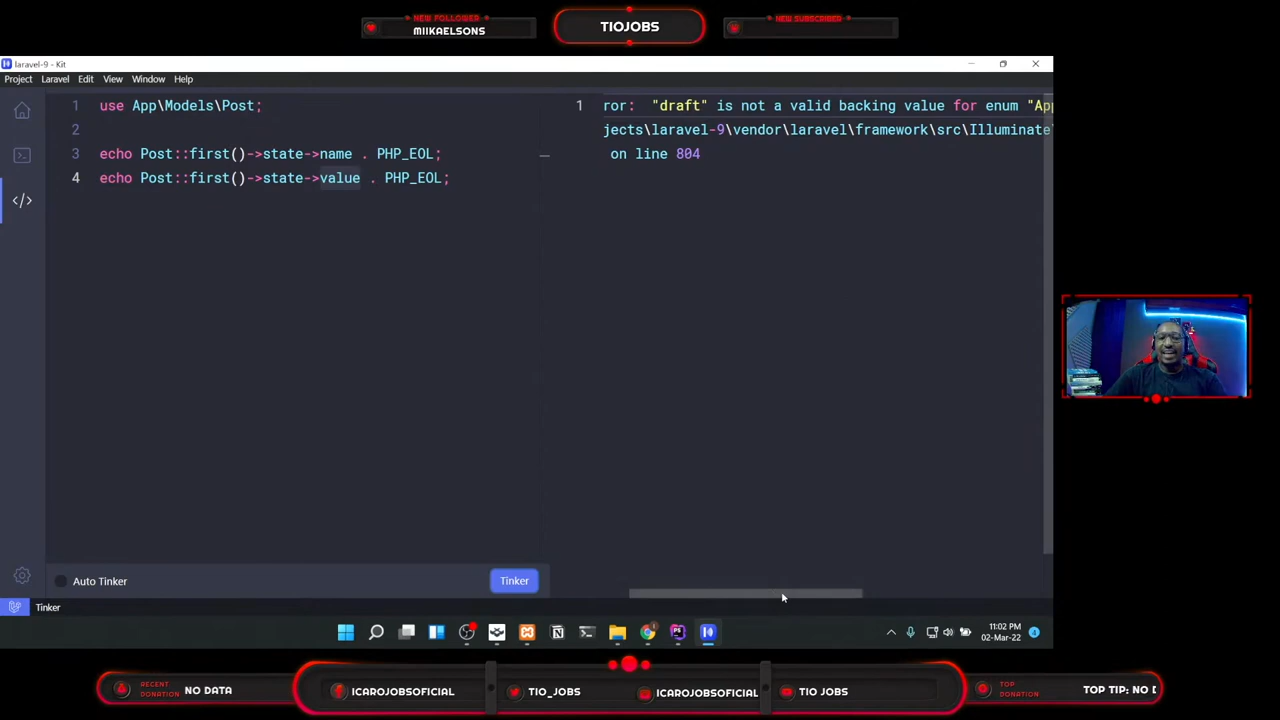 NEW FOLLOWER
MIIKAELSONS
TIOJOBS
NEW SUBSCRIBER
laravel-9 - Kit
Project Laravel Edit View Window Help
1 use App\Models\Post;
2
3 echo Post::first()->state->name . PHP_EOL;
4 echo Post::first()->state->value . PHP_EOL;
1 ror: "draft" is not a valid backing value for enum "Ap
jects\laravel-9\vendor\laravel\framework\src\Illuminate
on line 804
Auto Tinker
Tinker
Tinker
11:02 PM
02-Mar-22
4
RECENT
DONATION
NO DATA
ICAROJOBSOFICIAL
TIO_JOBS
ICAROJOBSOFICIAL
TIO JOBS
TOP
DONATION
TOP TIP: NO D